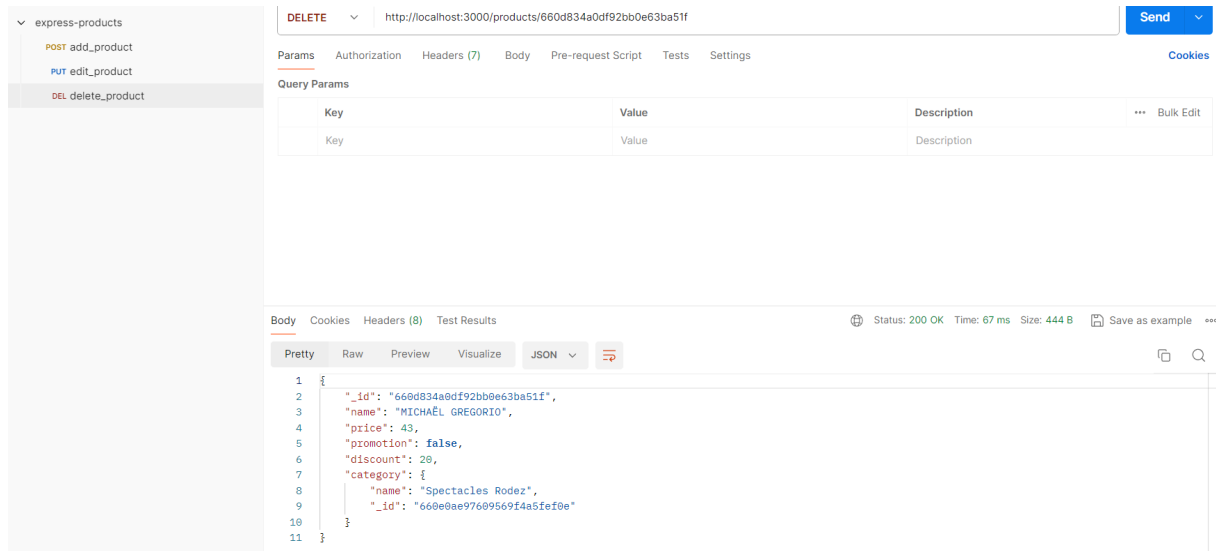 express-products
POST add_product
PUT edit_product
DEL delete_product
DELETE http://localhost:3000/products/660d834a0df92bb0e63ba51f Send
Params Authorization Headers (7) Body Pre-request Script Tests Settings Cookies
Query Params
Key Value Description ••• Bulk Edit
Key Value Description
Body Cookies Headers (8) Test Results Status: 200 OK Time: 67 ms Size: 444 B Save as example
Pretty Raw Preview Visualize JSON
1 {
2 "_id": "660d834a0df92bb0e63ba51f",
3 "name": "MICHAËL GREGORIO",
4 "price": 43,
5 "promotion": false,
6 "discount": 20,
7 "category": {
8 "name": "Spectacles Rodez",
9 "_id": "660e0ae97609569f4a5fef0e"
10 }
11 }